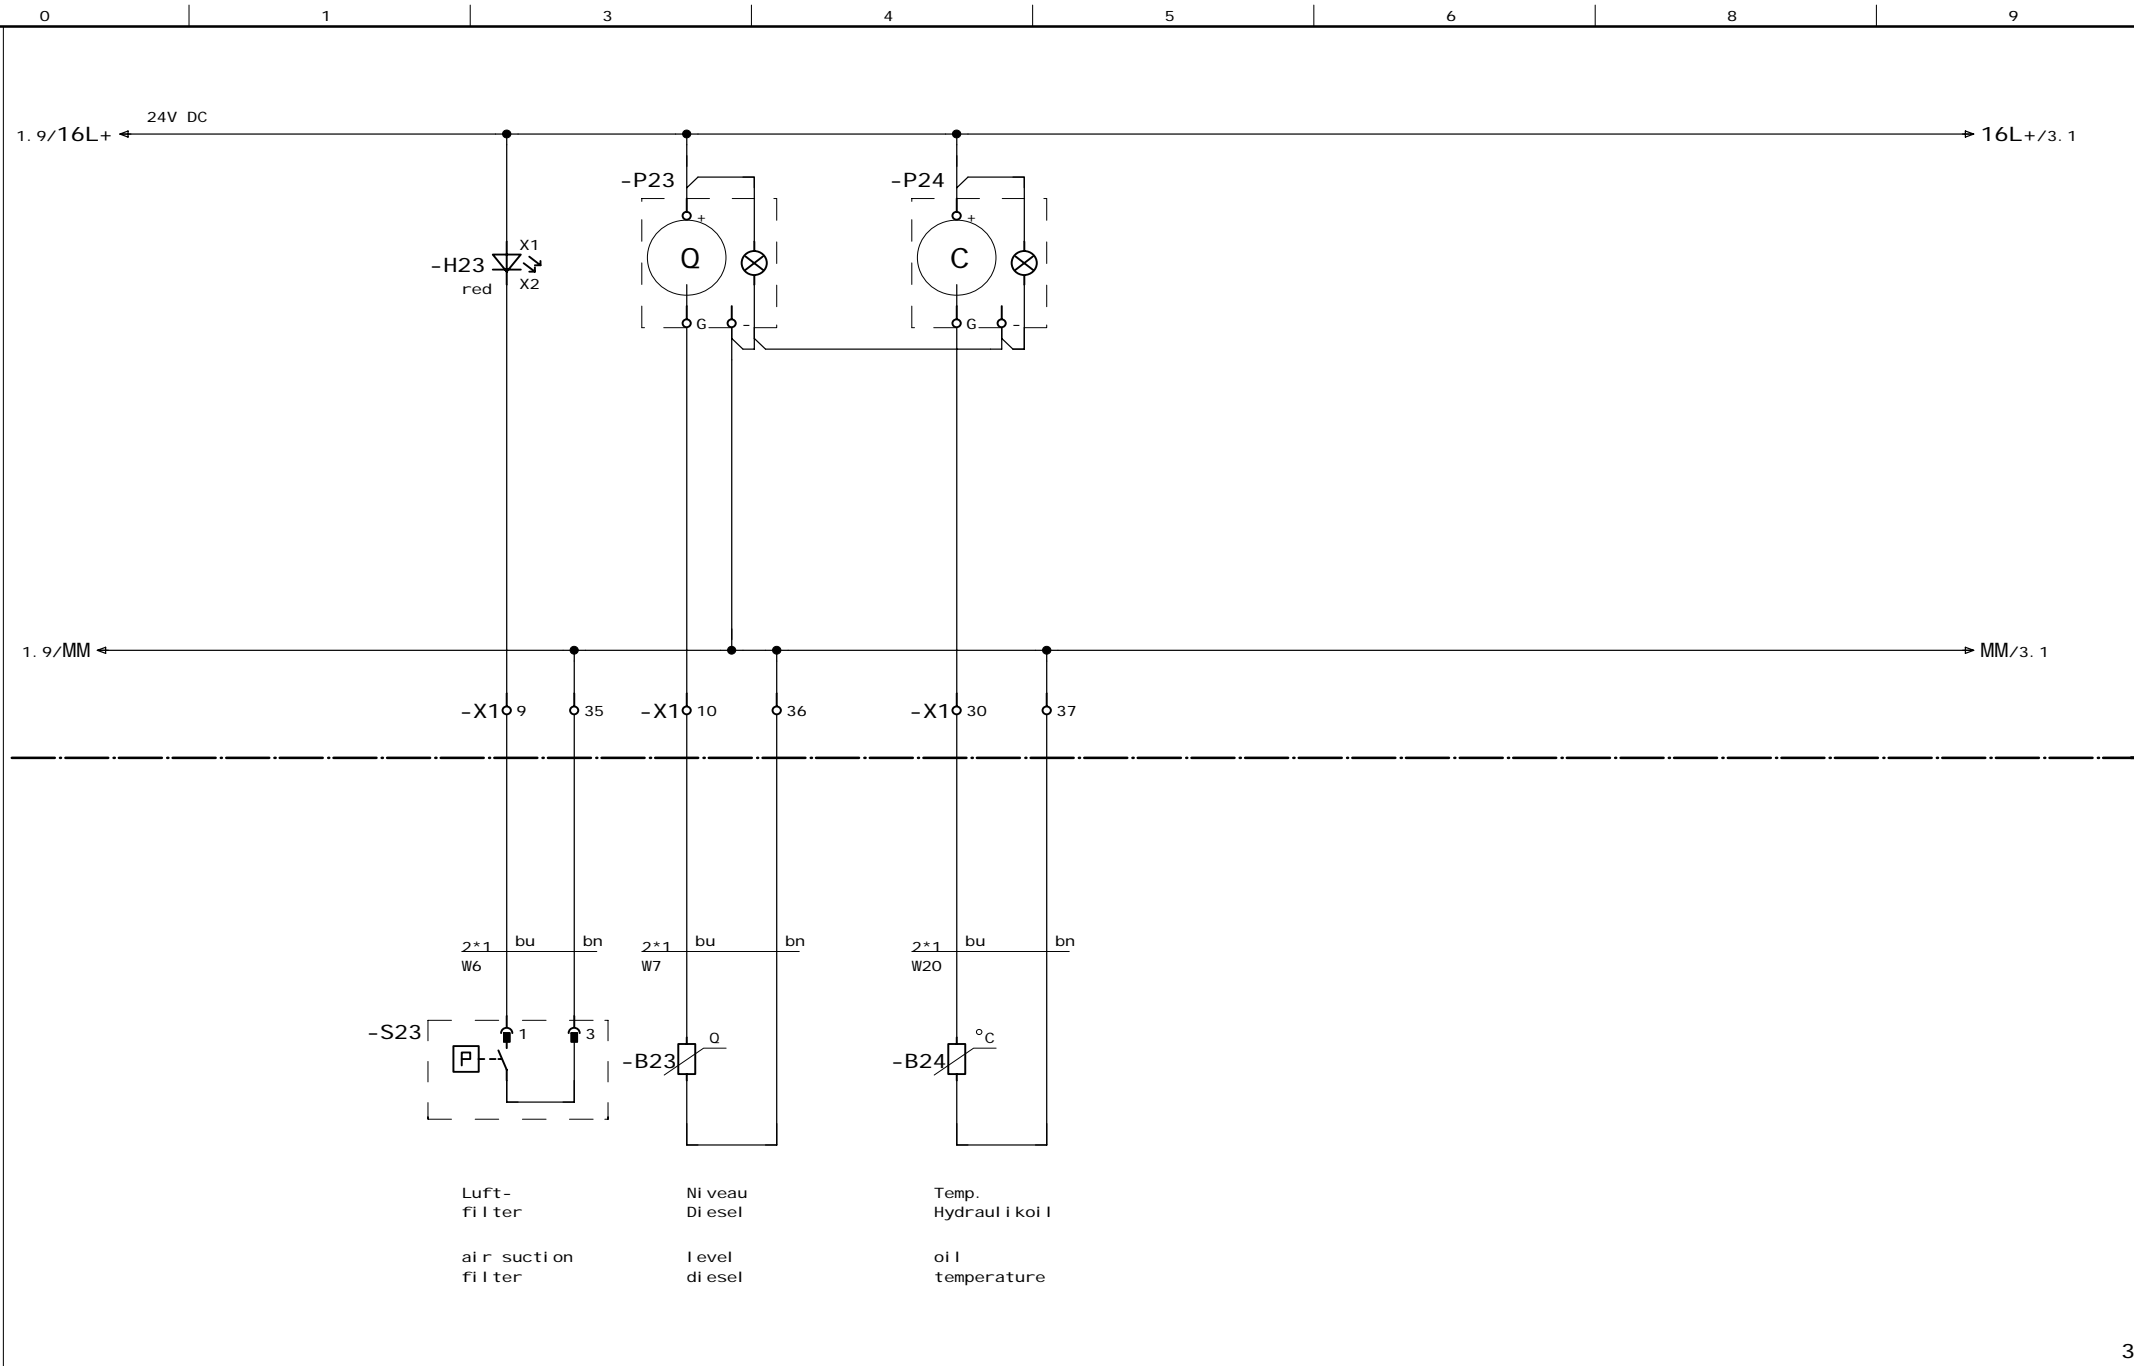 0 1 3 4 5 6 8 9
24V DC
1.9/16L+ 16L+/3.1
-P23 -P24
+ +
X1
-H23 Q C
X2
red
G - G -
1.9/MM MM/3.1
-X1 9 35 -X1 10 36 -X1 30 37
2*1 bu bn 2*1 bu bn 2*1 bu bn
W6 W7 W20
-S23 1 3 Q °C
P -B23 -B24
Luft- Niveau Temp.
filter Diesel Hydraulikoil
air suction level oil
filter diesel temperature
3